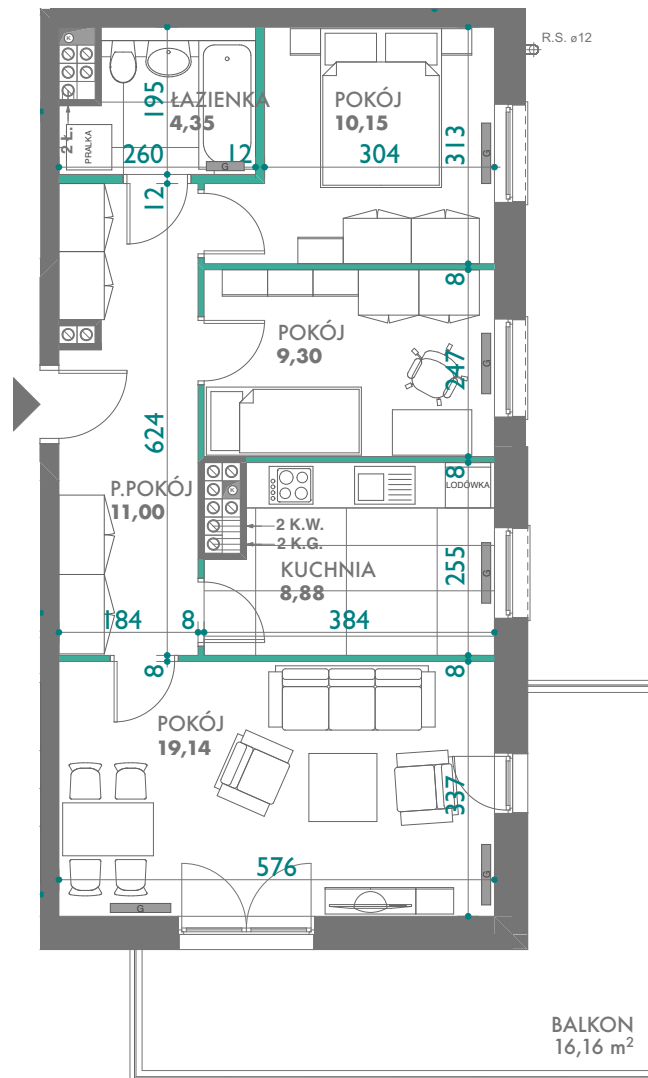 R.S. ø12
K
ŁAZIENKA
4,35
195
2 Ł.
PRALKA
260
12
G
POKÓJ
10,15
304
313
G
12
8
POKÓJ
9,30
247
G
624
8
LODÓWKA
K
P.POKÓJ
11,00
2 K.W.
2 K.G.
KUCHNIA
8,88
255
G
184
8
384
8
8
POKÓJ
19,14
337
576
G
G
BALKON
16,16 m²